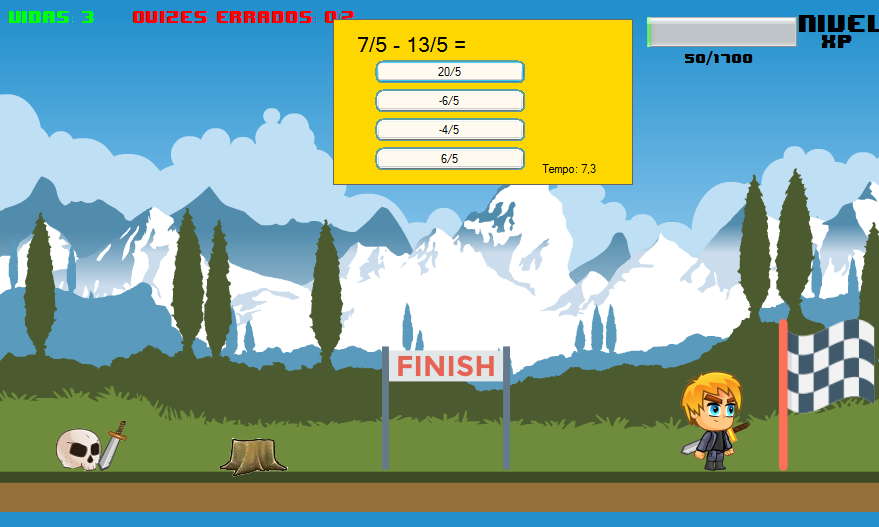 VIDAS: 3
QUIZES ERRADOS: 02
7/5 - 13/5 =
20/5
-6/5
-4/5
6/5
Tempo: 7,3
NIVEL
XP
50/1700
FINISH